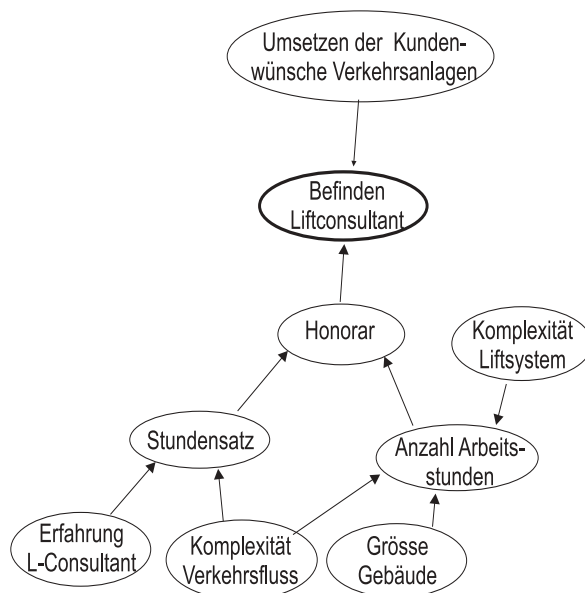 Umsetzen der Kunden-
wünsche Verkehrsanlagen
Befinden
Liftconsultant
Honorar
Komplexität
Liftsystem
Stundensatz
Anzahl Arbeits-
stunden
Erfahrung
L-Consultant
Komplexität
Verkehrsfluss
Grösse
Gebäude